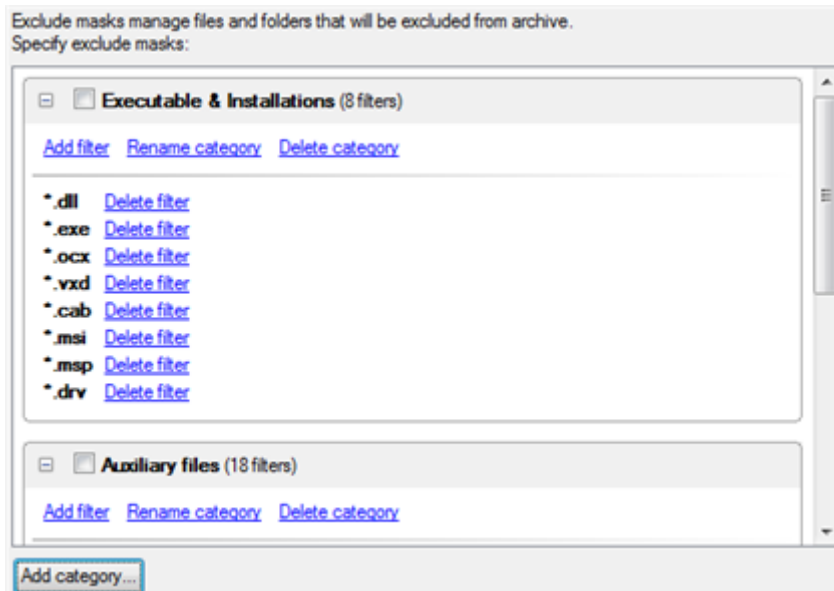 Exclude masks manage files and folders that will be excluded from archive.
Specify exclude masks:
Executable & Installations (8 filters)
Add filter Rename category Delete category
*.dll Delete filter
*.exe Delete filter
*.ocx Delete filter
*.vxd Delete filter
*.cab Delete filter
*.msi Delete filter
*.msp Delete filter
*.drv Delete filter
Auxiliary files (18 filters)
Add filter Rename category Delete category
Add category...